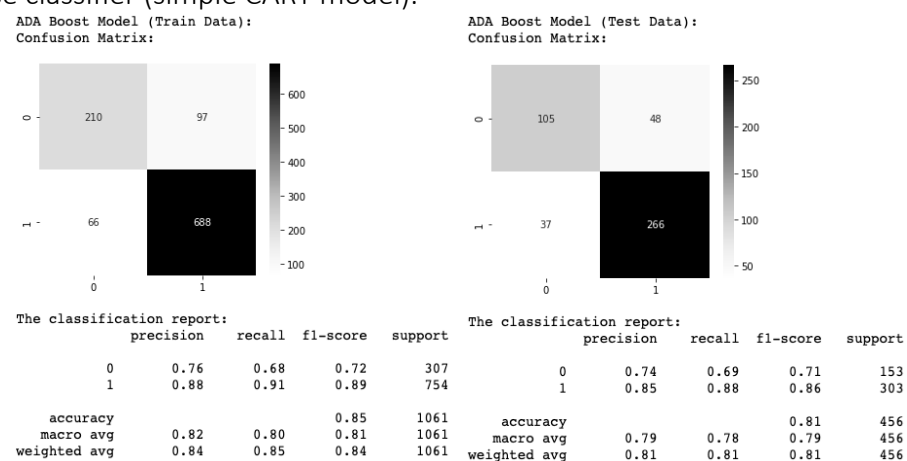 se classifier (simple CART model).
ADA Boost Model (Train Data):
Confusion Matrix:
0
210
97
1
66
688
0
1
600
500
400
300
200
100
The classification report:
precision recall f1-score support
0 0.76 0.68 0.72 307
1 0.88 0.91 0.89 754
accuracy 0.85 1061
macro avg 0.82 0.80 0.81 1061
weighted avg 0.84 0.85 0.84 1061
ADA Boost Model (Test Data):
Confusion Matrix:
0
105
48
1
37
266
0
1
250
200
150
100
50
The classification report:
precision recall f1-score support
0 0.74 0.69 0.71 153
1 0.85 0.88 0.86 303
accuracy 0.81 456
macro avg 0.79 0.78 0.79 456
weighted avg 0.81 0.81 0.81 456